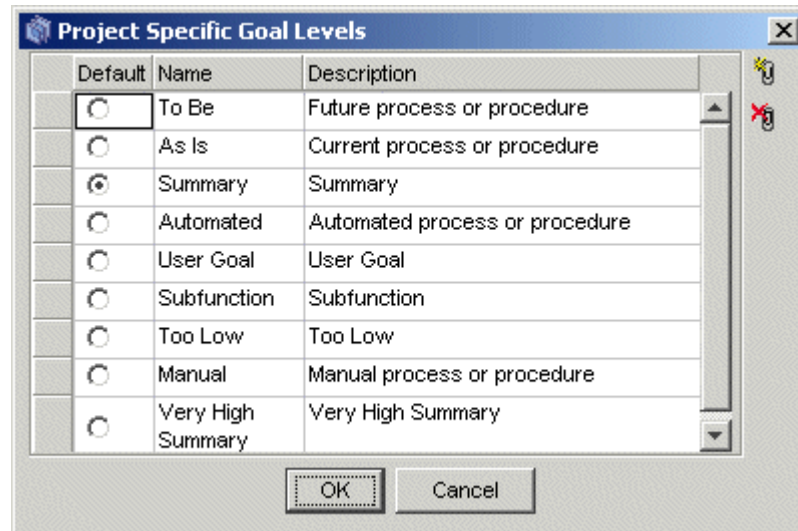 Project Specific Goal Levels
Default Name Description
To Be Future process or procedure
As Is Current process or procedure
Summary Summary
Automated Automated process or procedure
User Goal User Goal
Subfunction Subfunction
Too Low Too Low
Manual Manual process or procedure
Very High Very High Summary
Summary
OK Cancel